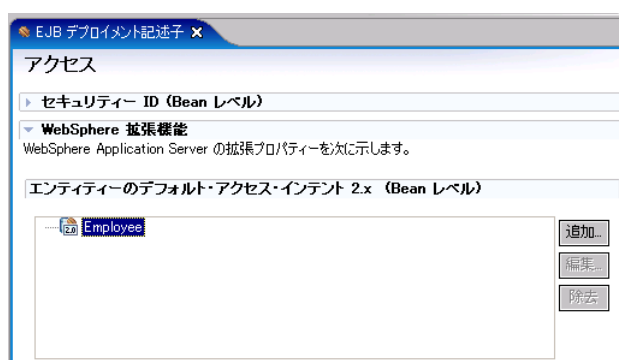 EJB デプロイメント記述子
アクセス
セキュリティー ID (Bean レベル)
WebSphere 拡張機能
WebSphere Application Server の拡張プロパティーを次に示します。
エンティティーのデフォルト・アクセス・インテント 2.x (Bean レベル)
2.0 Employee
追加...
編集...
除去